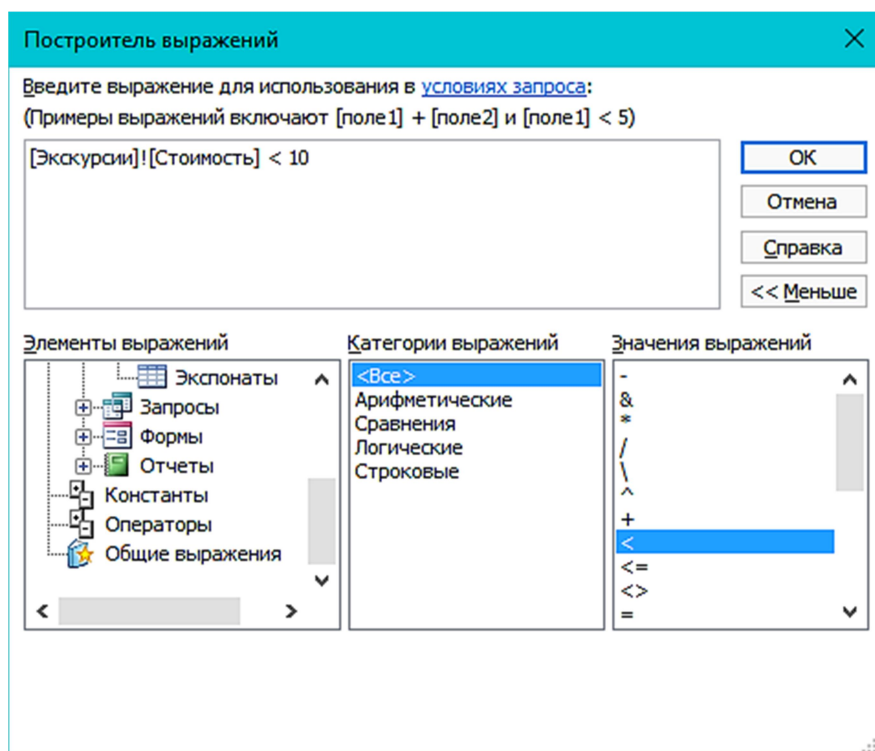 Построитель выражений
Введите выражение для использования в условиях запроса:
(Примеры выражений включают [поле1] + [поле2] и [поле1] < 5)
[Экскурсии]![Стоимость] < 10
ОК
Отмена
Справка
<< Меньше
Элементы выражений
Экспонаты
Запросы
Формы
Отчеты
Константы
Операторы
Общие выражения
Категории выражений
<Все>
Арифметические
Сравнения
Логические
Строковые
Значения выражений
-
&
*
/
\
^
+
<
<=
<>
=